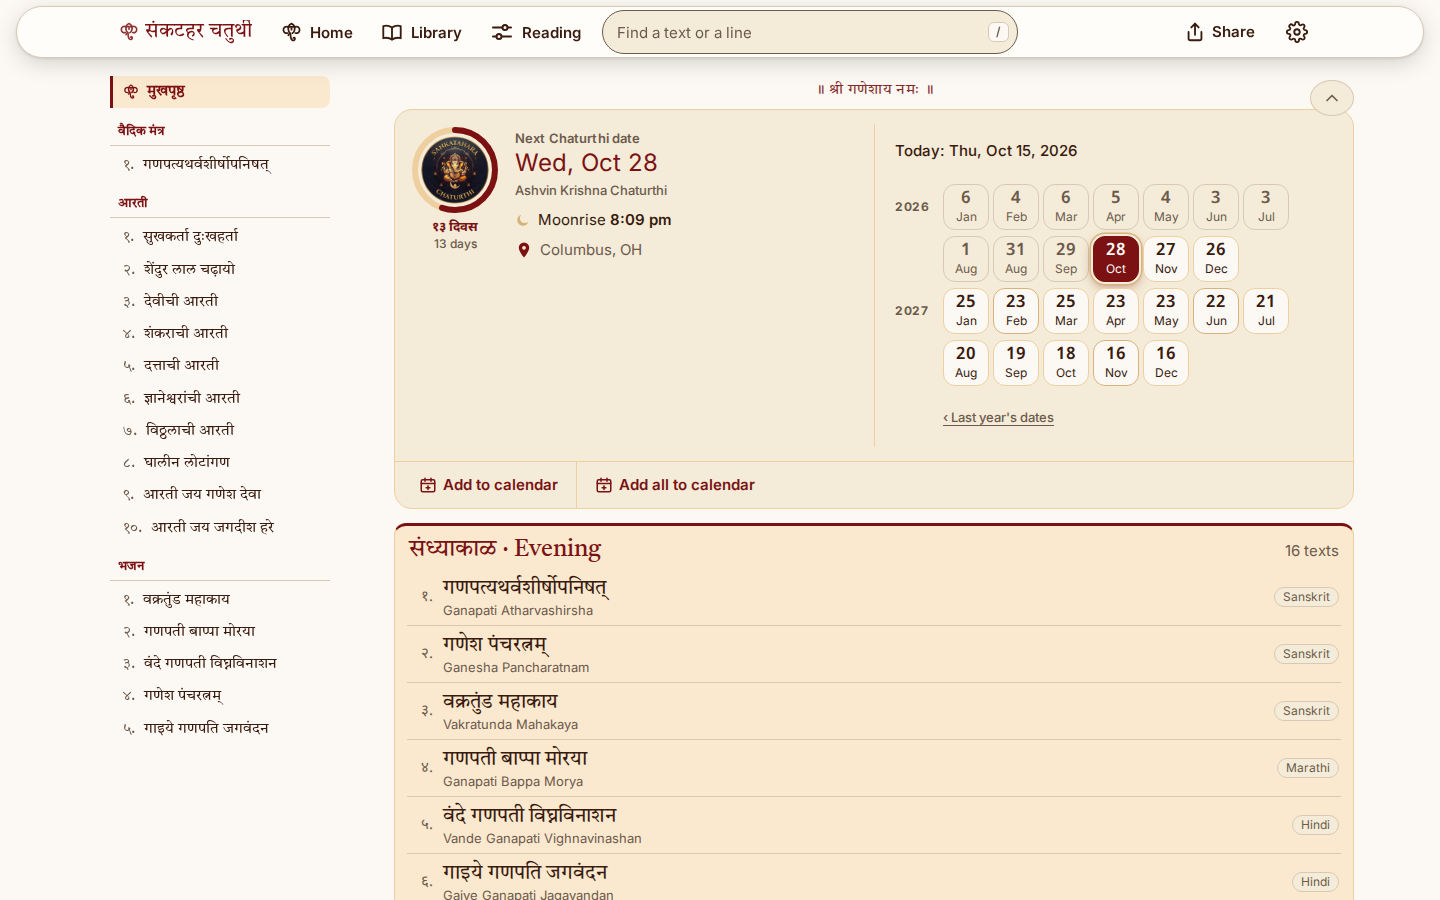 संकटहर चतुर्थी
Home
Library
Reading
Find a text or a line
/
Share
मुखपृष्ठ
वैदिक मंत्र
१. गणपत्यथर्वशीर्षोपनिषत्
आरती
१. सुखकर्ता दुःखहर्ता
२. शेंदुर लाल चढ़ायो
३. देवीची आरती
४. शंकराची आरती
५. दत्ताची आरती
६. ज्ञानेश्वरांची आरती
७. विठ्ठलाची आरती
८. घालीन लोटांगण
९. आरती जय गणेश देवा
१०. आरती जय जगदीश हरे
भजन
१. वक्रतुंड महाकाय
२. गणपती बाप्पा मोरया
३. वंदे गणपती विघ्नविनाशन
४. गणेश पंचरत्नम्
५. गाइये गणपति जगवंदन
॥ श्री गणेशाय नमः ॥
SANKATAHARA
CHATURTHI
१३ दिवस
13 days
Next Chaturthi date
Wed, Oct 28
Ashvin Krishna Chaturthi
Moonrise 8:09 pm
Columbus, OH
Today: Thu, Oct 15, 2026
2026
6 Jan
4 Feb
6 Mar
5 Apr
4 May
3 Jun
3 Jul
1 Aug
31 Aug
29 Sep
28 Oct
27 Nov
26 Dec
2027
25 Jan
23 Feb
25 Mar
23 Apr
23 May
22 Jun
21 Jul
20 Aug
19 Sep
18 Oct
16 Nov
16 Dec
‹ Last year's dates
Add to calendar
Add all to calendar
संध्याकाळ · Evening
16 texts
१. गणपत्यथर्वशीर्षोपनिषत्
Ganapati Atharvashirsha
Sanskrit
२. गणेश पंचरत्नम्
Ganesha Pancharatnam
Sanskrit
३. वक्रतुंड महाकाय
Vakratunda Mahakaya
Sanskrit
४. गणपती बाप्पा मोरया
Ganapati Bappa Morya
Marathi
५. वंदे गणपती विघ्नविनाशन
Vande Ganapati Vighnavinashan
Hindi
६. गाइये गणपति जगवंदन
Gaiye Ganapati Jagavandan
Hindi